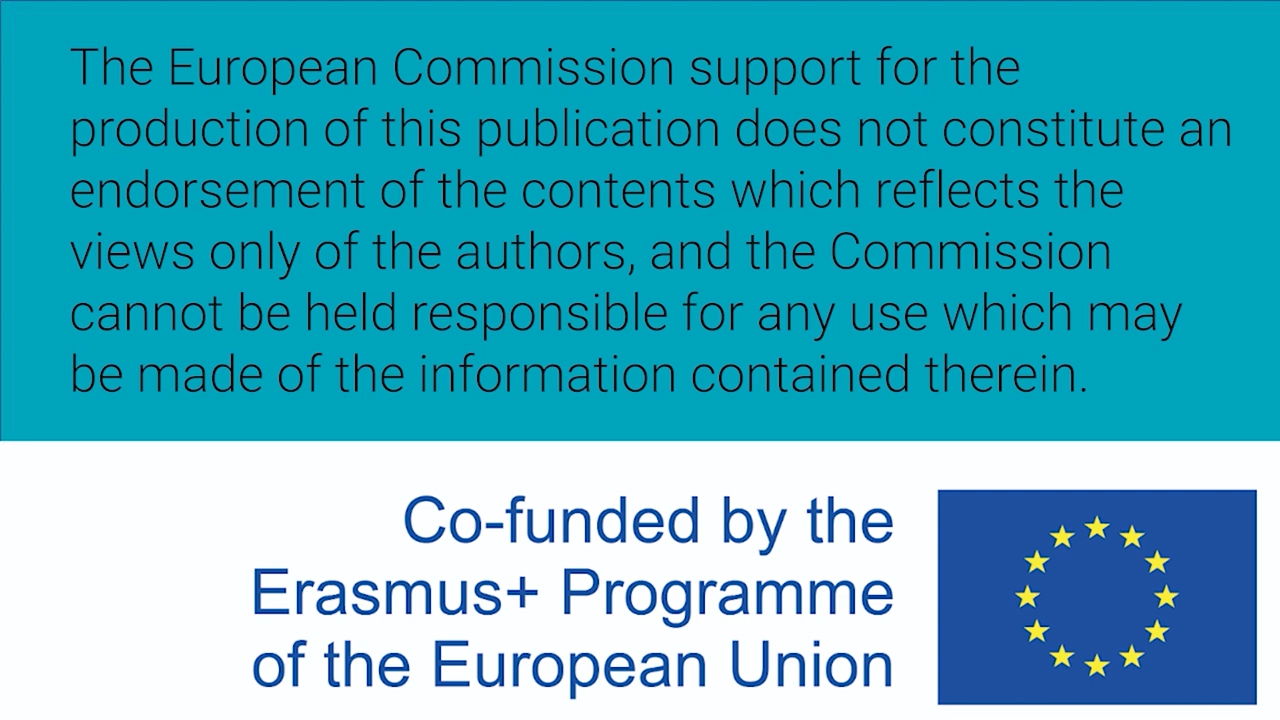 The European Commission support for the
production of this publication does not constitute an
endorsement of the contents which reflects the
views only of the authors, and the Commission
cannot be held responsible for any use which may
be made of the information contained therein.
Co-funded by the
Erasmus+ Programme
of the European Union